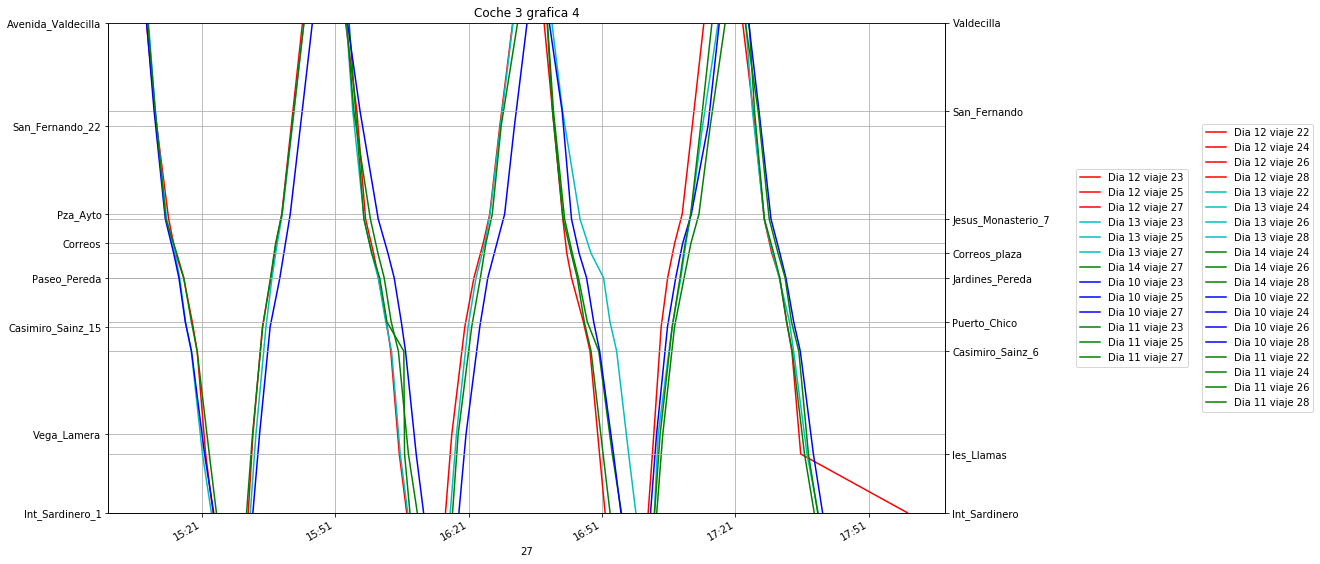 Coche 3 grafica 4
Avenida_Valdecilla
San_Fernando_22
Pza_Ayto
Correos
Paseo_Pereda
Casimiro_Sainz_15
Vega_Lamera
Int_Sardinero_1
Valdecilla
San_Fernando
Jesus_Monasterio_7
Correos_plaza
Jardines_Pereda
Puerto_Chico
Casimiro_Sainz_6
Ies_Llamas
Int_Sardinero
15:21
15:51
16:21
16:51
17:21
17:51
27
Dia 12 viaje 23
Dia 12 viaje 25
Dia 12 viaje 27
Dia 13 viaje 23
Dia 13 viaje 25
Dia 13 viaje 27
Dia 14 viaje 27
Dia 10 viaje 23
Dia 10 viaje 25
Dia 10 viaje 27
Dia 11 viaje 23
Dia 11 viaje 25
Dia 11 viaje 27
Dia 12 viaje 22
Dia 12 viaje 24
Dia 12 viaje 26
Dia 12 viaje 28
Dia 13 viaje 22
Dia 13 viaje 24
Dia 13 viaje 26
Dia 13 viaje 28
Dia 14 viaje 24
Dia 14 viaje 26
Dia 14 viaje 28
Dia 10 viaje 22
Dia 10 viaje 24
Dia 10 viaje 26
Dia 10 viaje 28
Dia 11 viaje 22
Dia 11 viaje 24
Dia 11 viaje 26
Dia 11 viaje 28